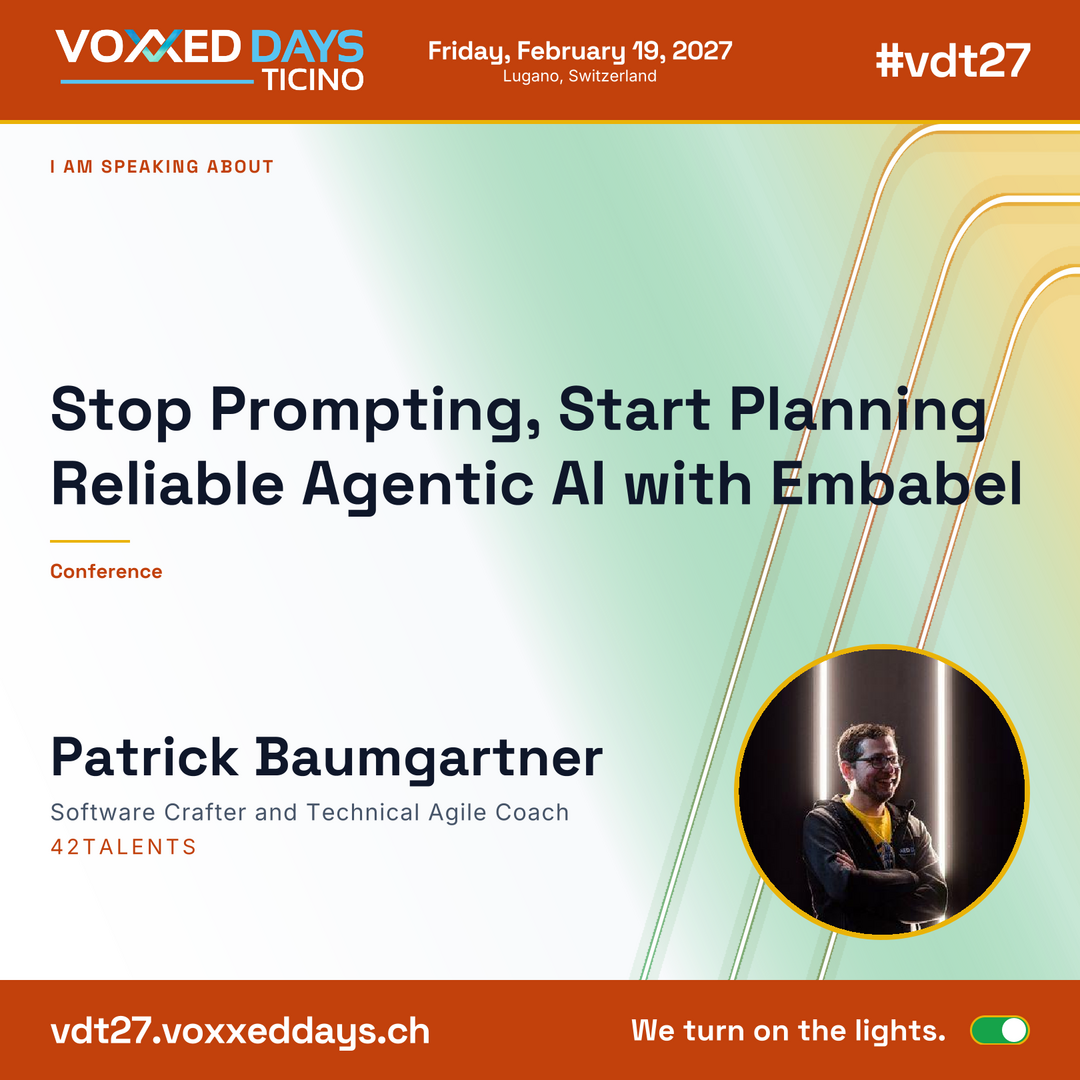 VOXXED DAYS
TICINO
Friday, February 19, 2027
Lugano, Switzerland
#vdt27
I AM SPEAKING ABOUT
Stop Prompting, Start Planning
Reliable Agentic AI with Embabel
Conference
Patrick Baumgartner
Software Crafter and Technical Agile Coach
42TALENTS
vdt27.voxxeddays.ch
We turn on the lights.